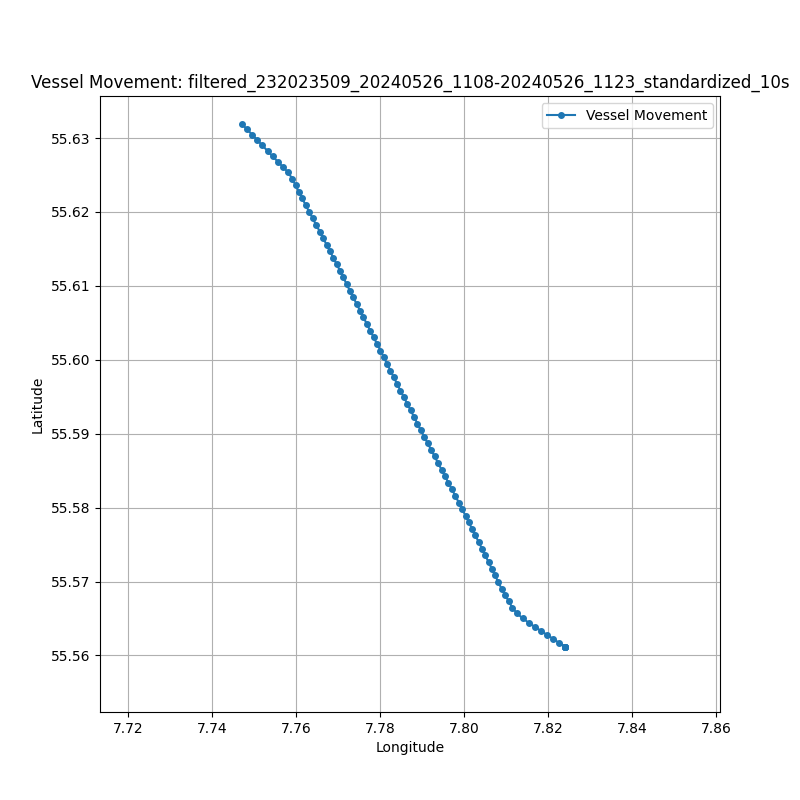 Vessel Movement: filtered_232023509_20240526_1108-20240526_1123_standardized_10s
Vessel Movement
55.63
55.62
55.61
55.60
55.59
55.58
55.57
55.56
Latitude
7.72 7.74 7.76 7.78 7.80 7.82 7.84 7.86
Longitude